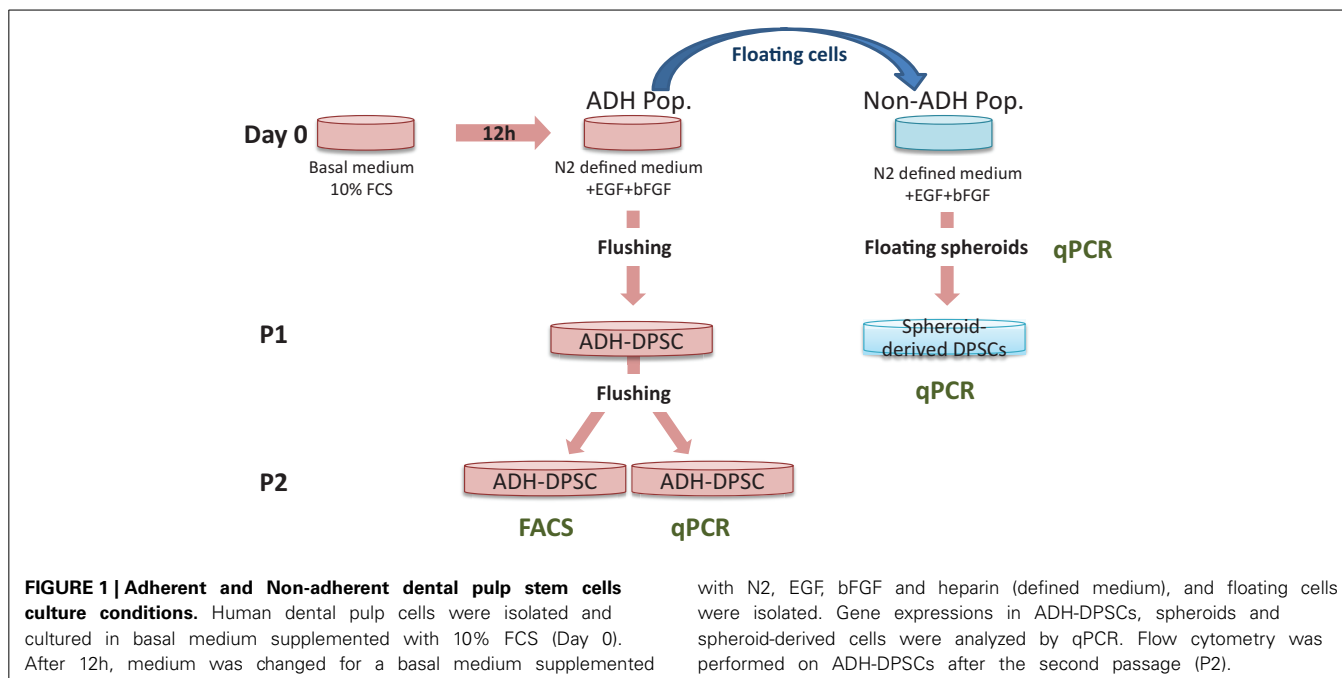 Floating cells
ADH Pop.
Non-ADH Pop.
Day 0
12h
Basal medium
10% FCS
N2 defined medium
+EGF+bFGF
N2 defined medium
+EGF+bFGF
Flushing
Floating spheroids
qPCR
P1
ADH-DPSC
Spheroid-
derived DPSCs
qPCR
Flushing
P2
ADH-DPSC
ADH-DPSC
FACS
qPCR
FIGURE 1 | Adherent and Non-adherent dental pulp stem cells
culture conditions. Human dental pulp cells were isolated and
cultured in basal medium supplemented with 10% FCS (Day 0).
After 12h, medium was changed for a basal medium supplemented
with N2, EGF, bFGF and heparin (defined medium), and floating cells
were isolated. Gene expressions in ADH-DPSCs, spheroids and
spheroid-derived cells were analyzed by qPCR. Flow cytometry was
performed on ADH-DPSCs after the second passage (P2).